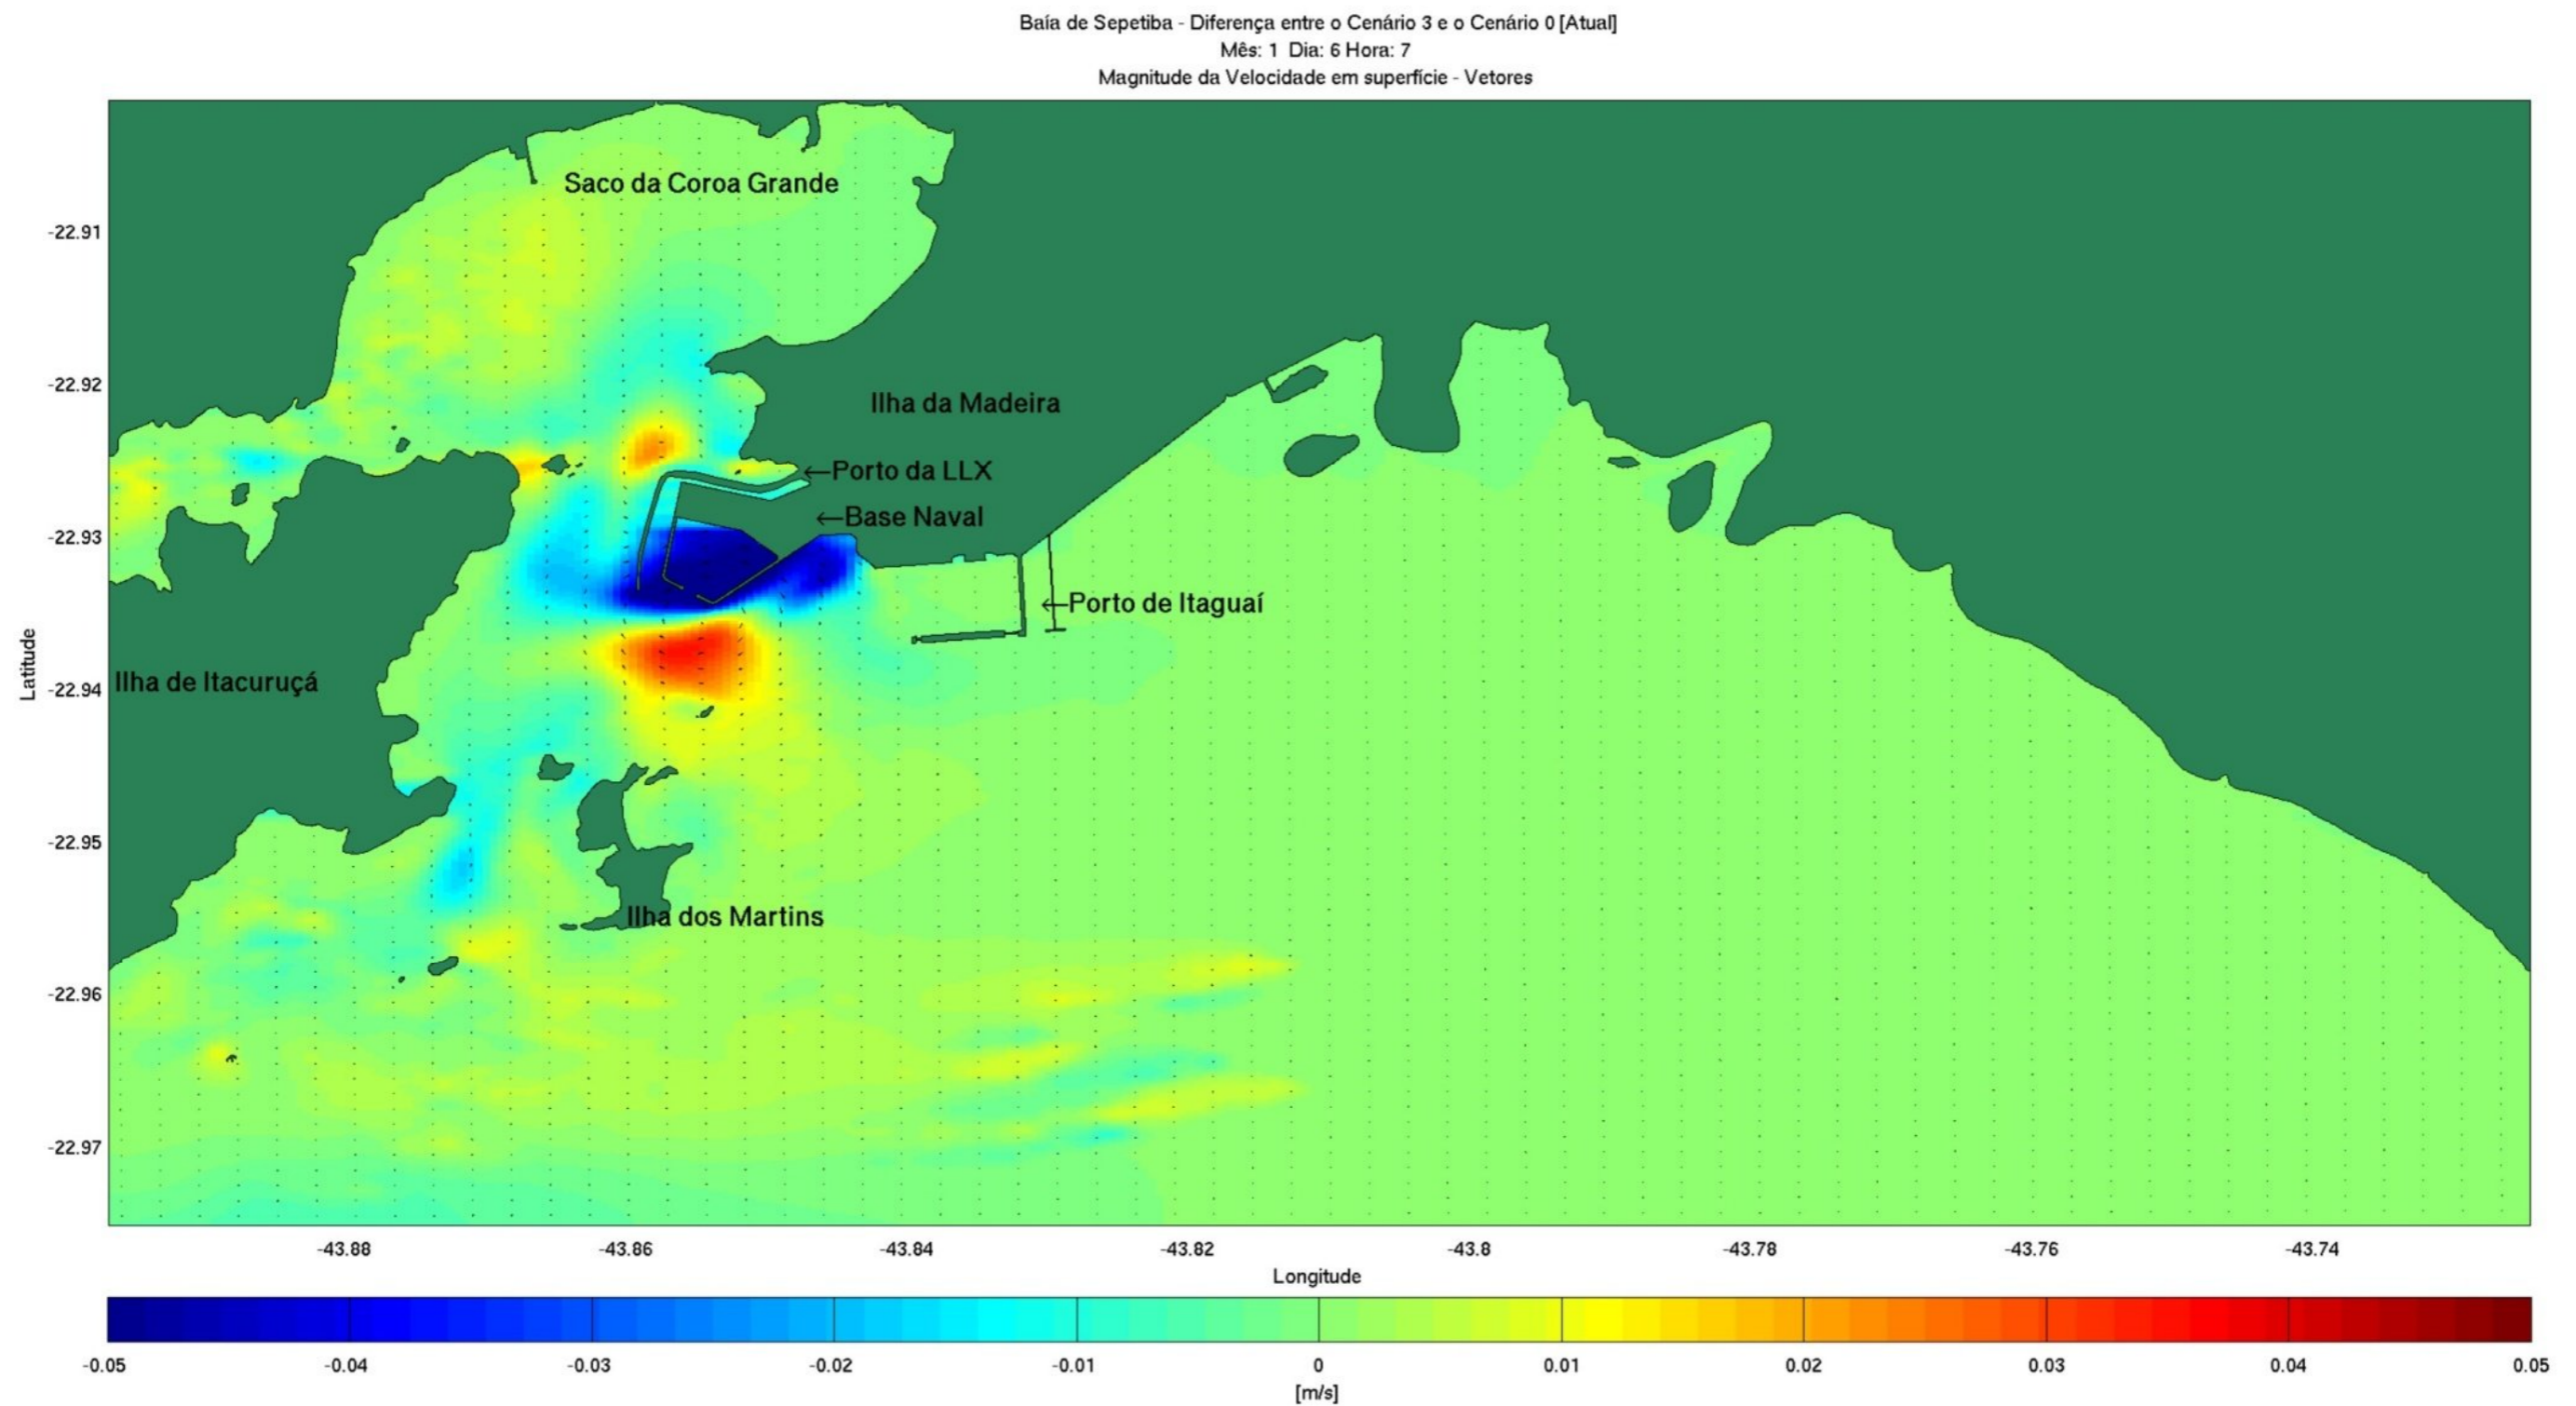 Baía de Sepetiba - Diferença entre o Cenário 3 e o Cenário 0 [Atual]
Mês: 1 Dia: 6 Hora: 7
Magnitude da Velocidade em superfície - Vetores
Saco da Coroa Grande
-22.91
-22.92
Ilha da Madeira
←Porto da LLX
←Base Naval
-22.93
←Porto de Itaguaí
Latitude
Ilha de Itacuruçá
-22.94
-22.95
Ilha dos Martins
-22.96
-22.97
-43.88 -43.86 -43.84 -43.82 -43.8 -43.78 -43.76 -43.74
Longitude
-0.05 -0.04 -0.03 -0.02 -0.01 0 0.01 0.02 0.03 0.04 0.05
[m/s]